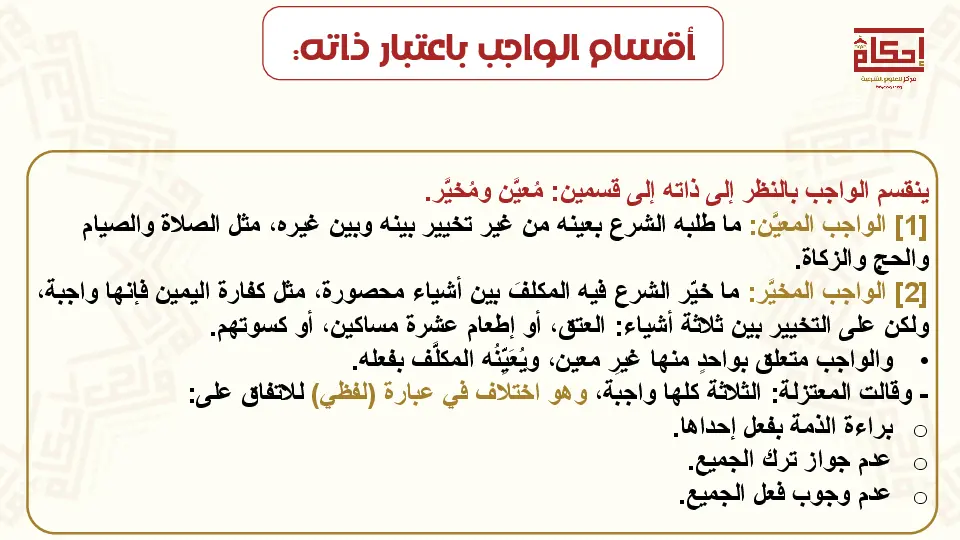 أقسام الواجب باعتبار ذاته:
إحكام
مركز للعلوم الشرعية
ينقسم الواجب بالنظر إلى ذاته إلى قسمين: مُعيَّن ومُخيَّر.
[1] الواجب المعيَّن: ما طلبه الشرع بعينه من غير تخيير بينه وبين غيره، مثل الصلاة والصيام
والحج والزكاة.
[2] الواجب المخيَّر: ما خيّر الشرع فيه المكلفَ بين أشياء محصورة، مثل كفارة اليمين فإنها واجبة،
ولكن على التخيير بين ثلاثة أشياء: العتق، أو إطعام عشرة مساكين، أو كسوتهم.
• والواجب متعلق بواحدٍ منها غيرِ معين، ويُعَيِّنُه المكلَّف بفعله.
- وقالت المعتزلة: الثلاثة كلها واجبة، وهو اختلاف في عبارة (لفظي) للاتفاق على:
o براءة الذمة بفعل إحداها.
o عدم جواز ترك الجميع.
o عدم وجوب فعل الجميع.